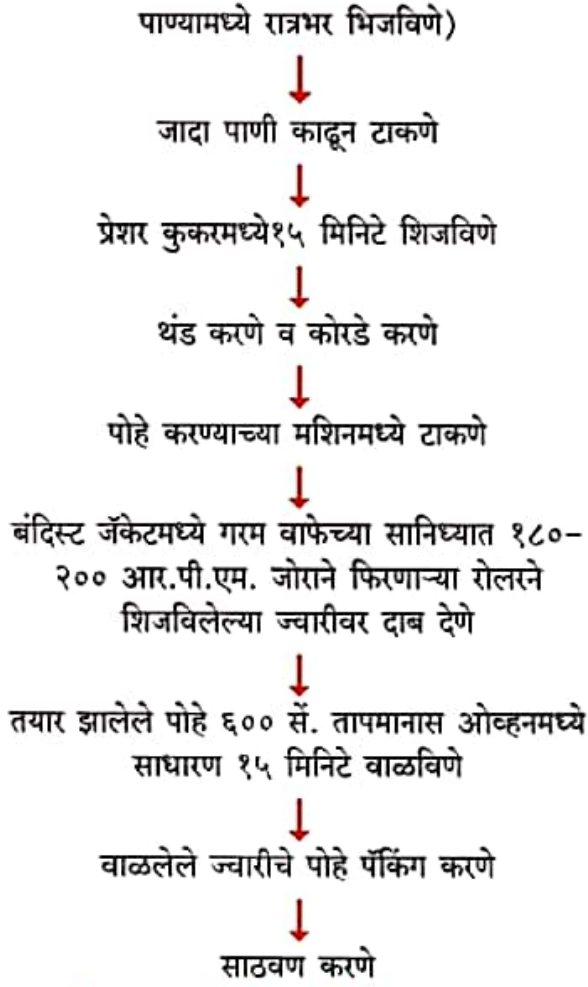 पाण्यामध्ये रात्रभर भिजविणे)
जादा पाणी काढून टाकणे
प्रेशर कुकरमध्ये१५ मिनिटे शिजविणे
थंड करणे व कोरडे करणे
पोहे करण्याच्या मशिनमध्ये टाकणे
बंदिस्ट जॅकेटमध्ये गरम वाफेच्या सानिध्यात १८०-
२०० आर.पी.एम. जोराने फिरणाऱ्या रोलरने
शिजविलेल्या ज्वारीवर दाब देणे
तयार झालेले पोहे ६०० सें. तापमानास ओव्हनमध्ये
साधारण १५ मिनिटे वाळविणे
वाळलेले ज्वारीचे पोहे पॅकिंग करणे
साठवण करणे